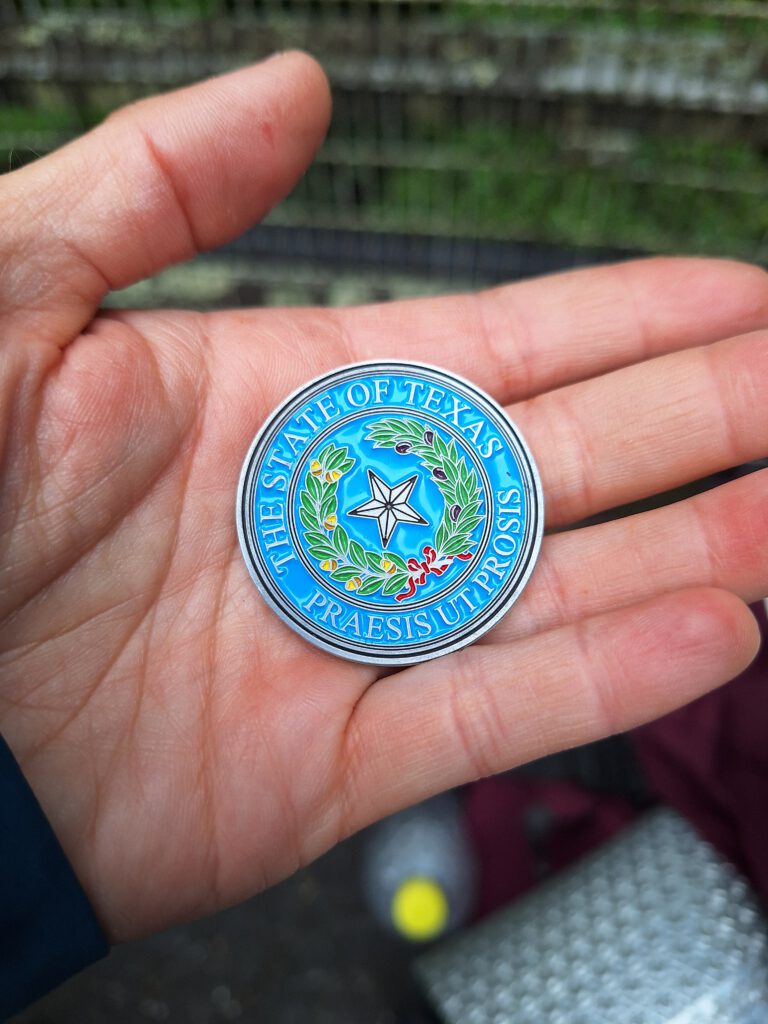 THE STATE OF TEXAS
PRAESIS UT PROSIS